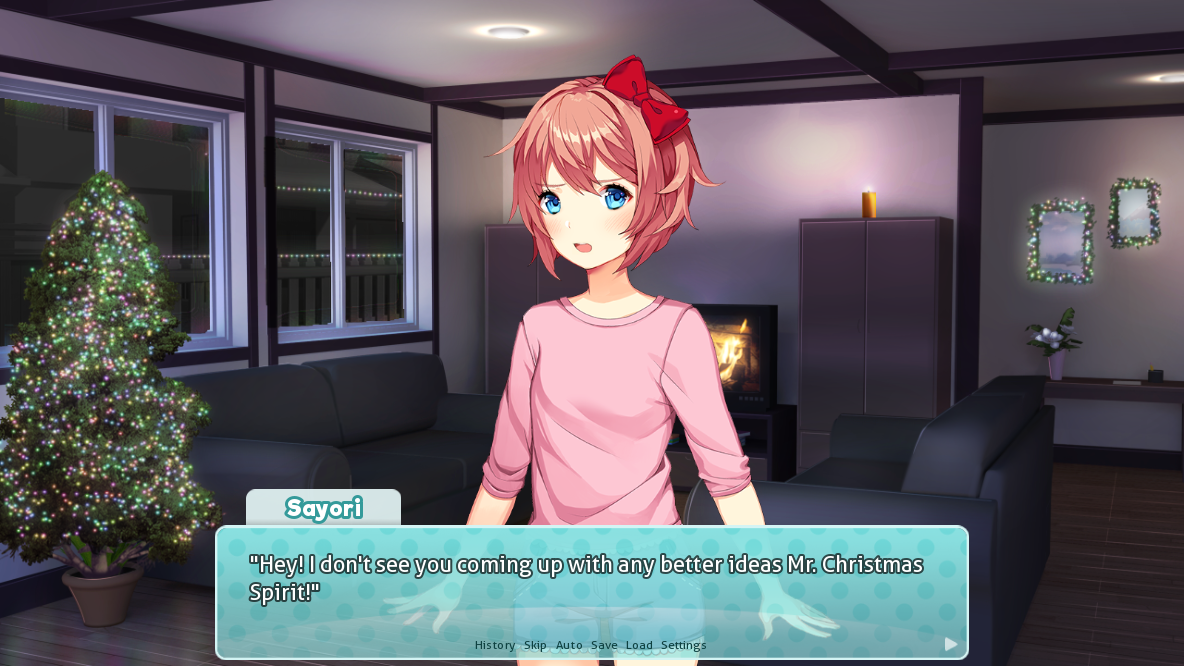 Sayori
"Hey! I don't see you coming up with any better ideas Mr. Christmas
Spirit!"
History Skip Auto Save Load Settings